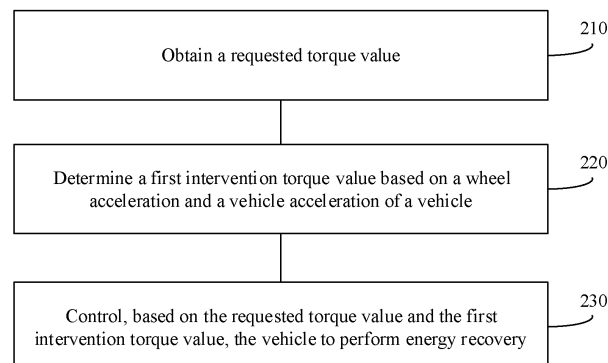 210
Obtain a requested torque value
220
Determine a first intervention torque value based on a wheel
acceleration and a vehicle acceleration of a vehicle
230
Control, based on the requested torque value and the first
intervention torque value, the vehicle to perform energy recovery